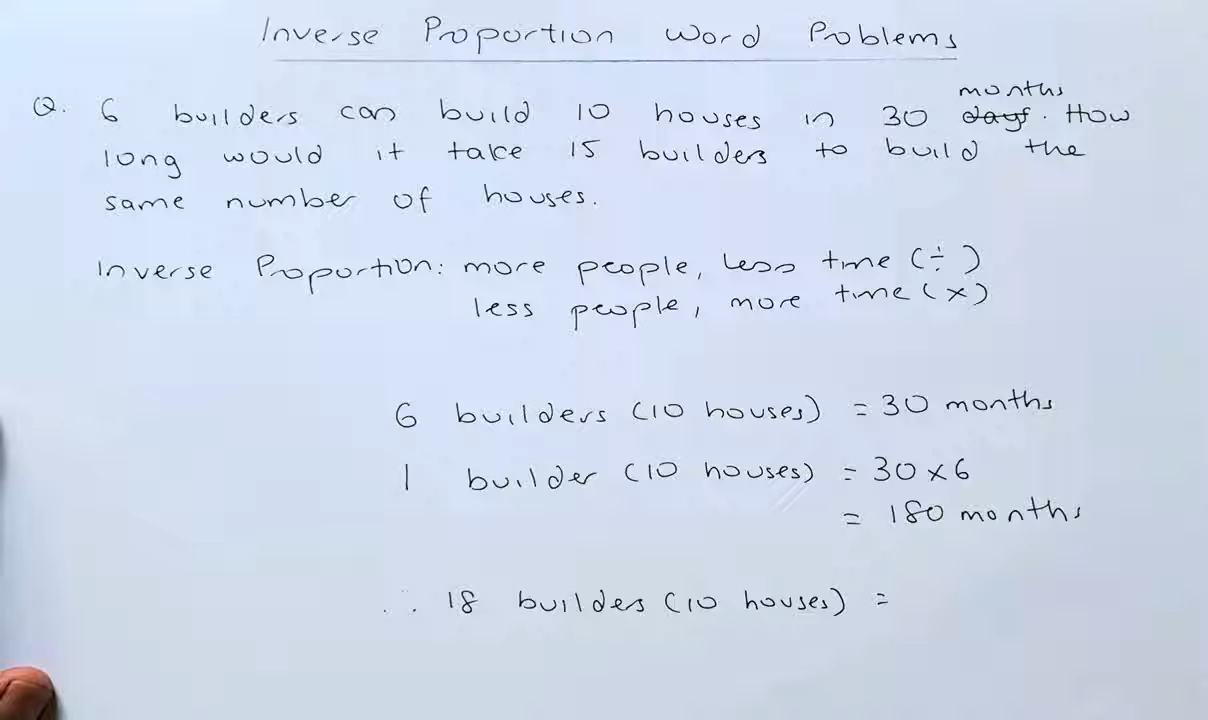 Inverse Proportion Word Problems
months
Q. 6 builders can build 10 houses in 30 days. How
long would it take 15 builders to build the
same number of houses.
Inverse Proportion: more people, less time (÷)
less people, more time (×)
6 builders (10 houses) = 30 months
1 builder (10 houses) = 30 × 6
= 180 months
∴ 18 builders (10 houses) =